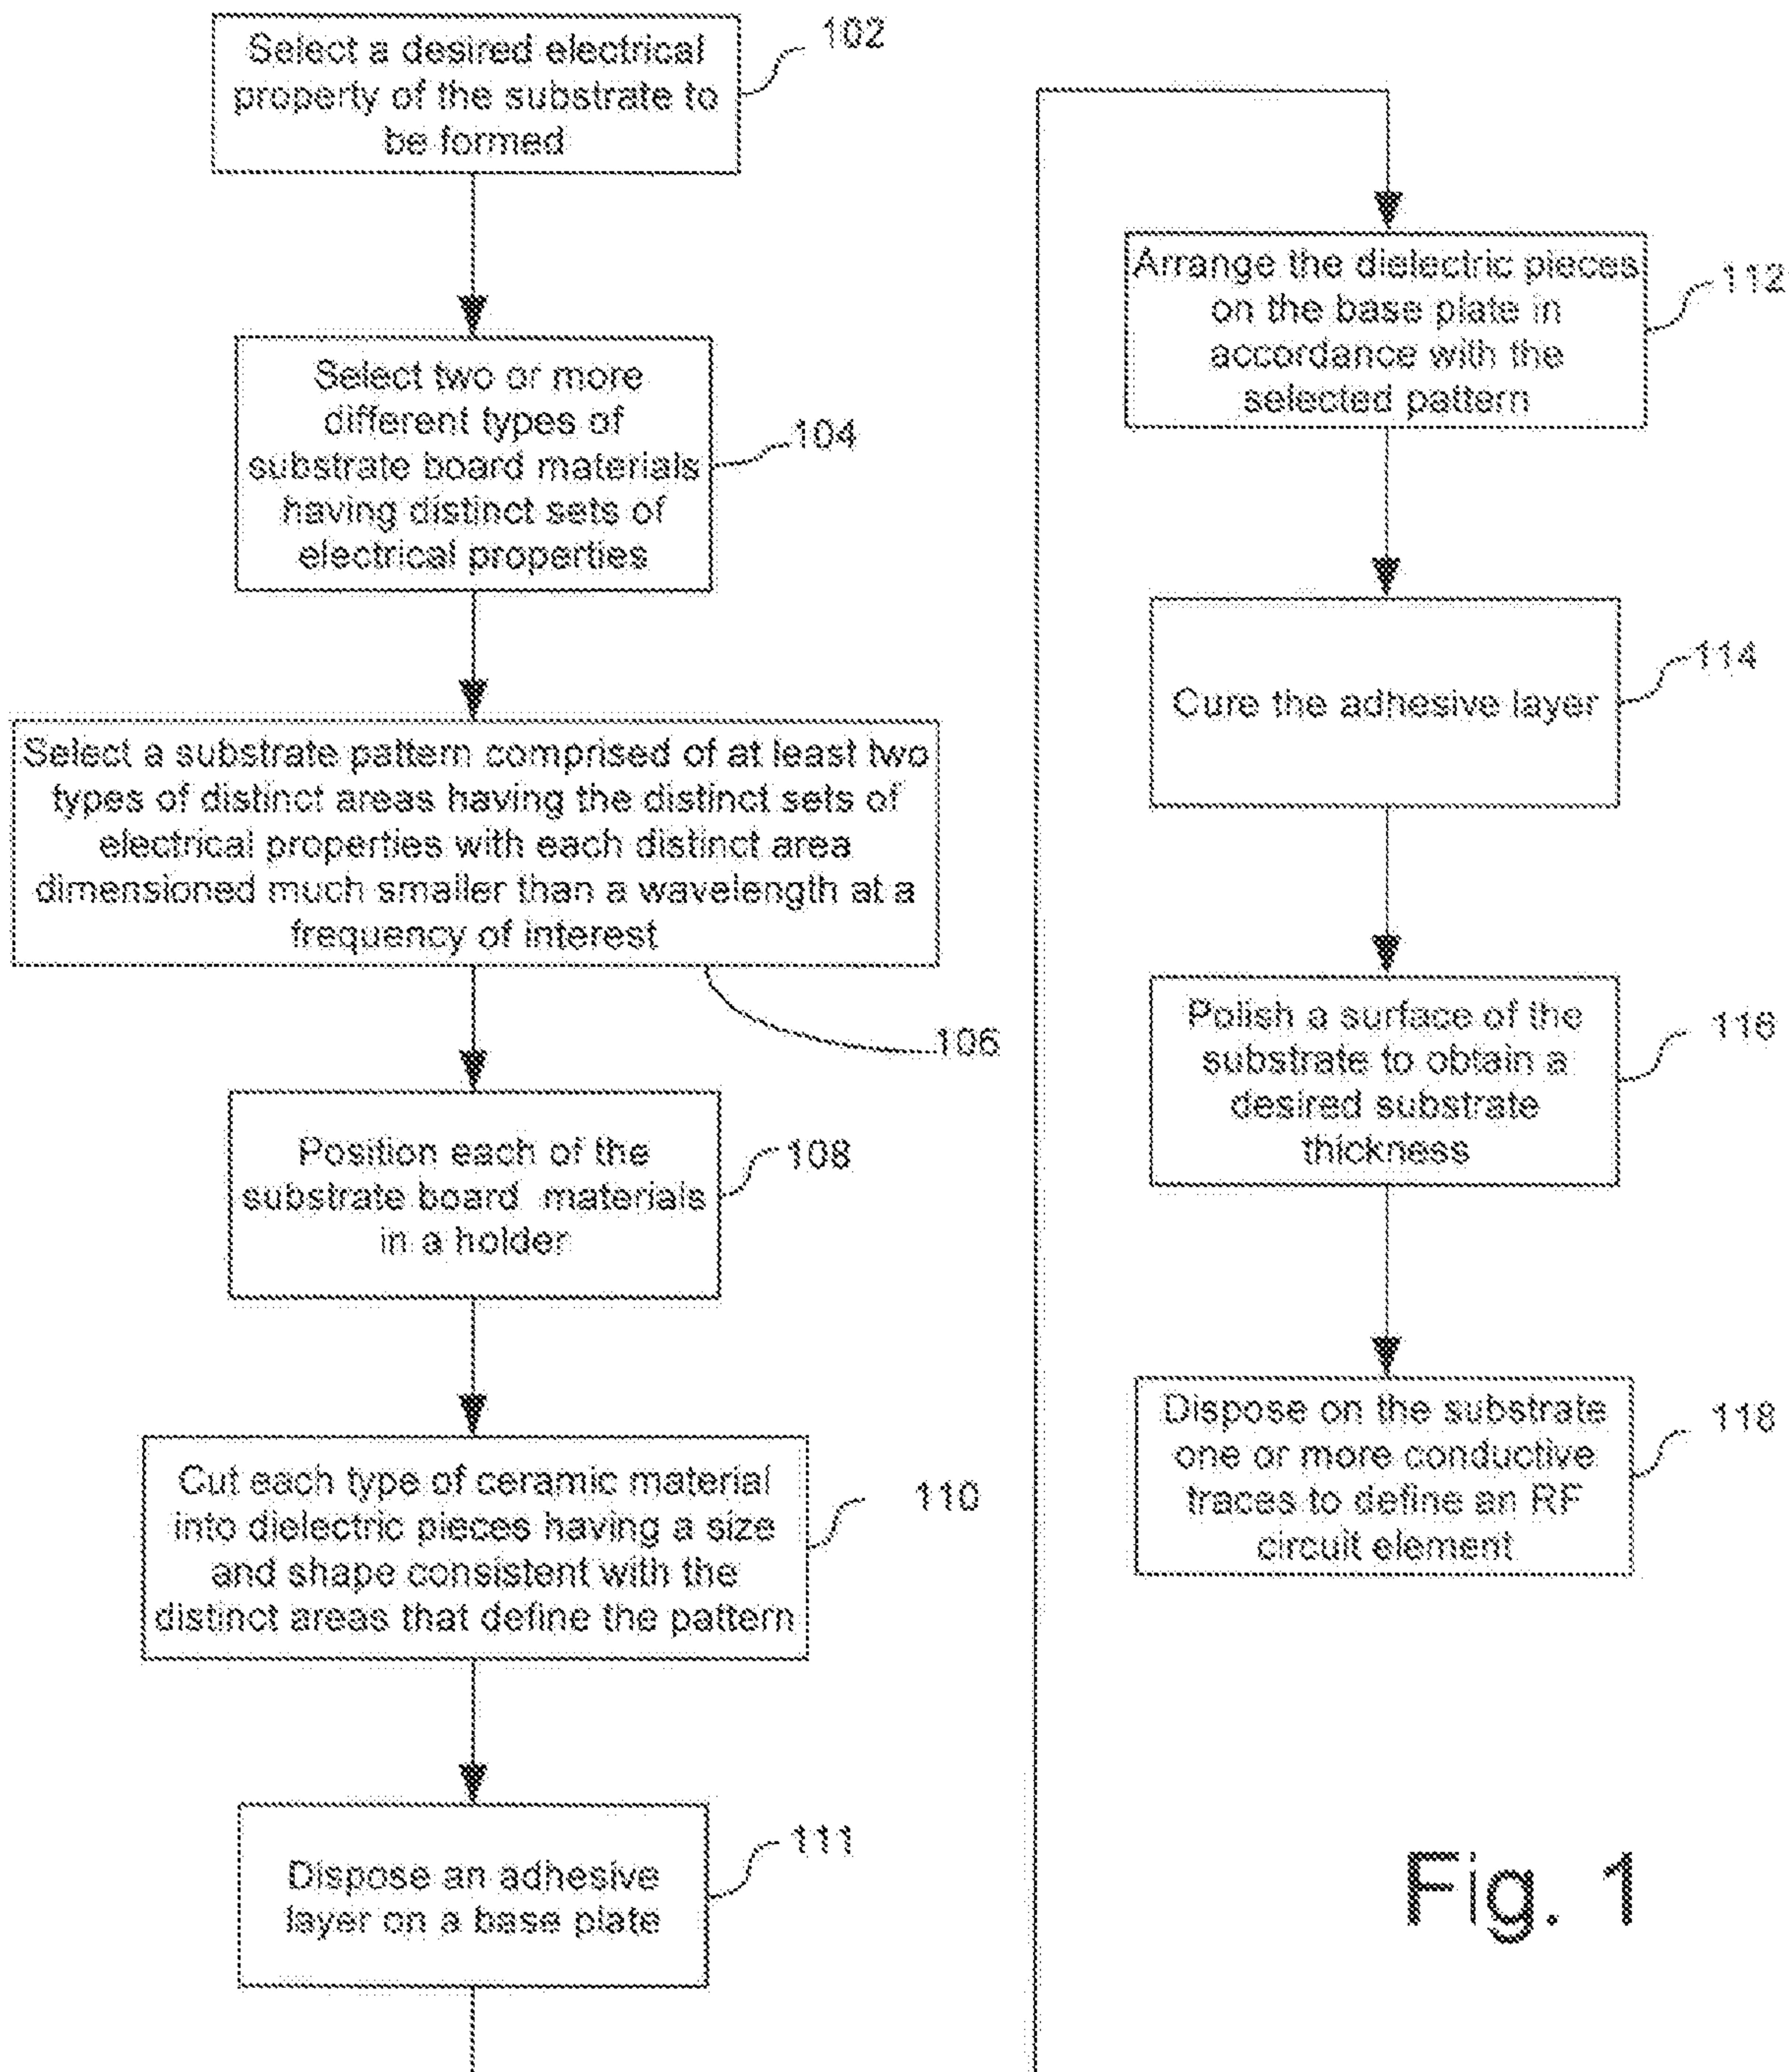 Select a desired electrical
property of the substrate to
be formed
102
Select two or more
different types of
substrate board materials
having distinct sets of
electrical properties
104
Select a substrate pattern comprised of at least two
types of distinct areas having the distinct sets of
electrical properties with each distinct area
dimensioned much smaller than a wavelength at a
frequency of interest
106
Position each of the
substrate board materials
in a holder
108
Cut each type of ceramic material
into dielectric pieces having a size
and shape consistent with the
distinct areas that define the pattern
110
Dispose an adhesive
layer on a base plate
111
Arrange the dielectric pieces
on the base plate in
accordance with the
selected pattern
112
Cure the adhesive layer
114
Polish a surface of the
substrate to obtain a
desired substrate
thickness
116
Dispose on the substrate
one or more conductive
traces to define an RF
circuit element
118
Fig. 1